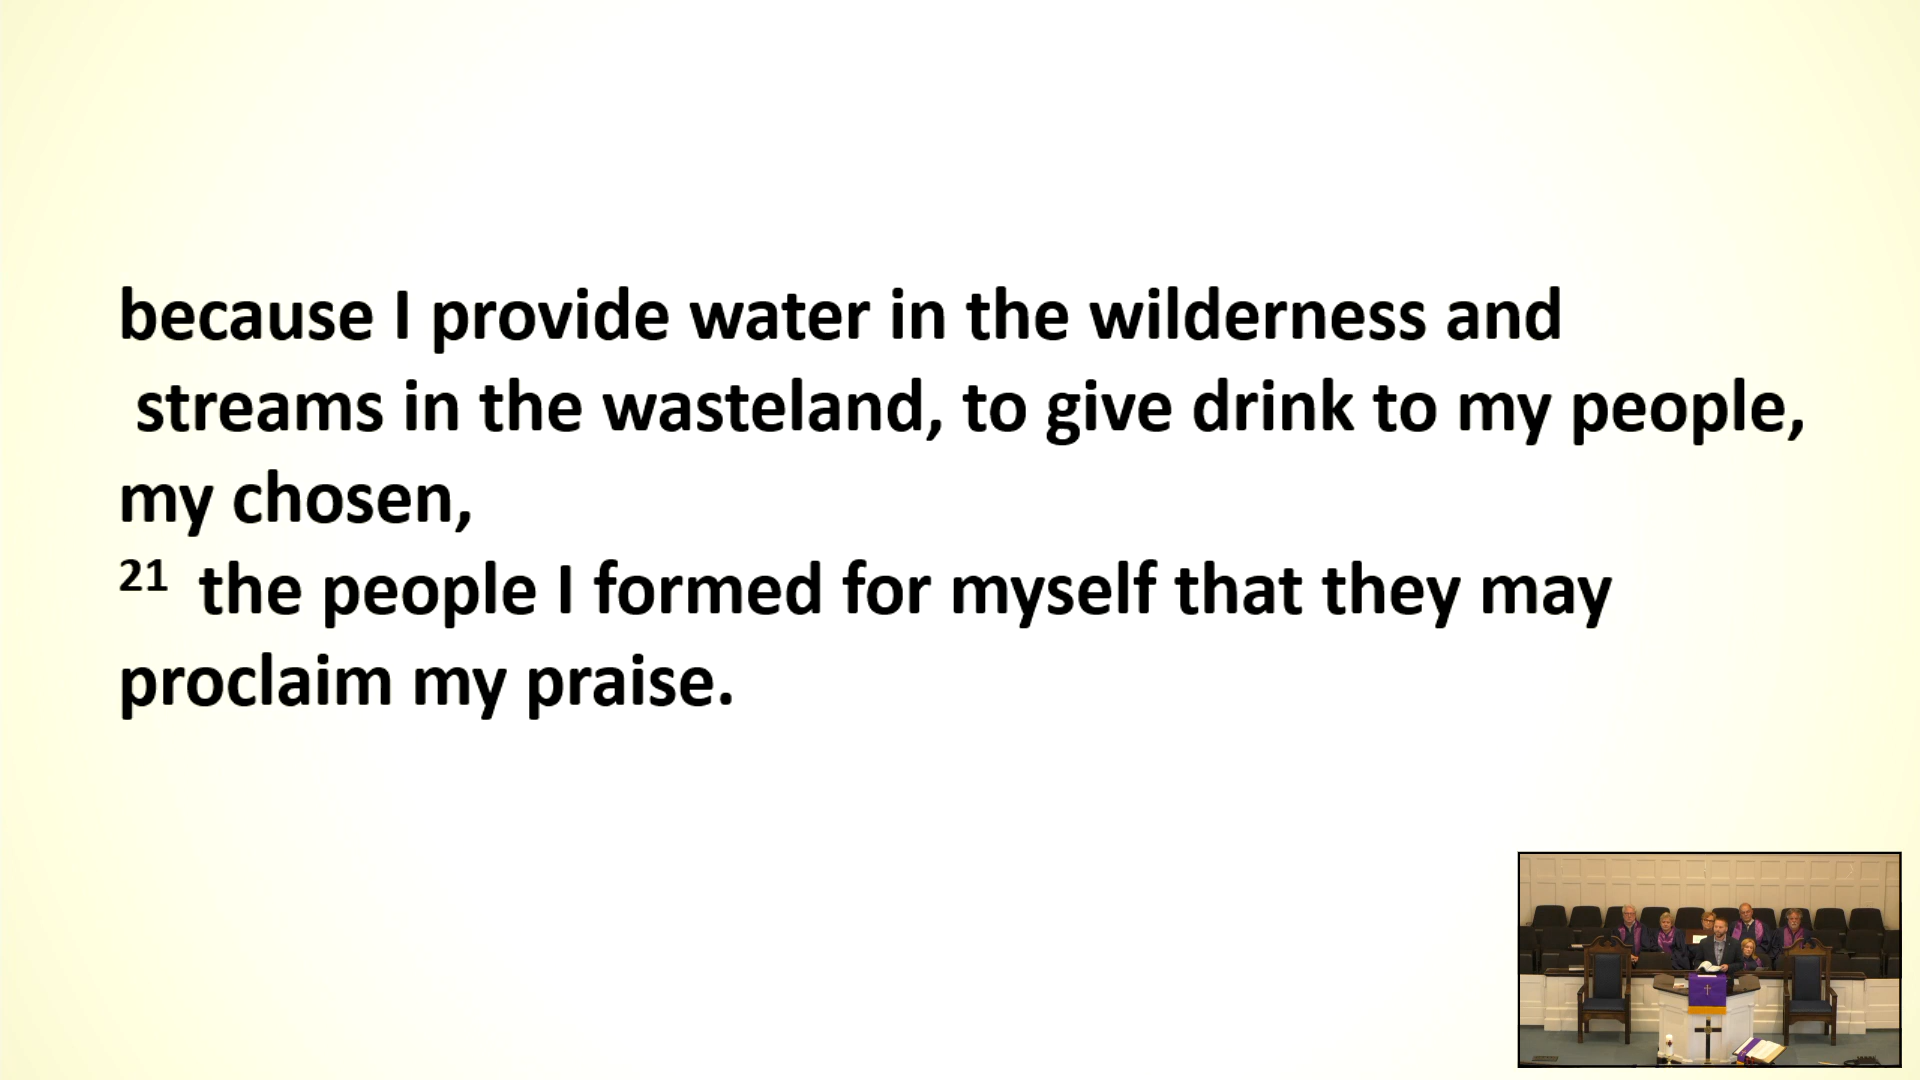 because I provide water in the wilderness and
streams in the wasteland, to give drink to my people,
my chosen,
21 the people I formed for myself that they may
proclaim my praise.